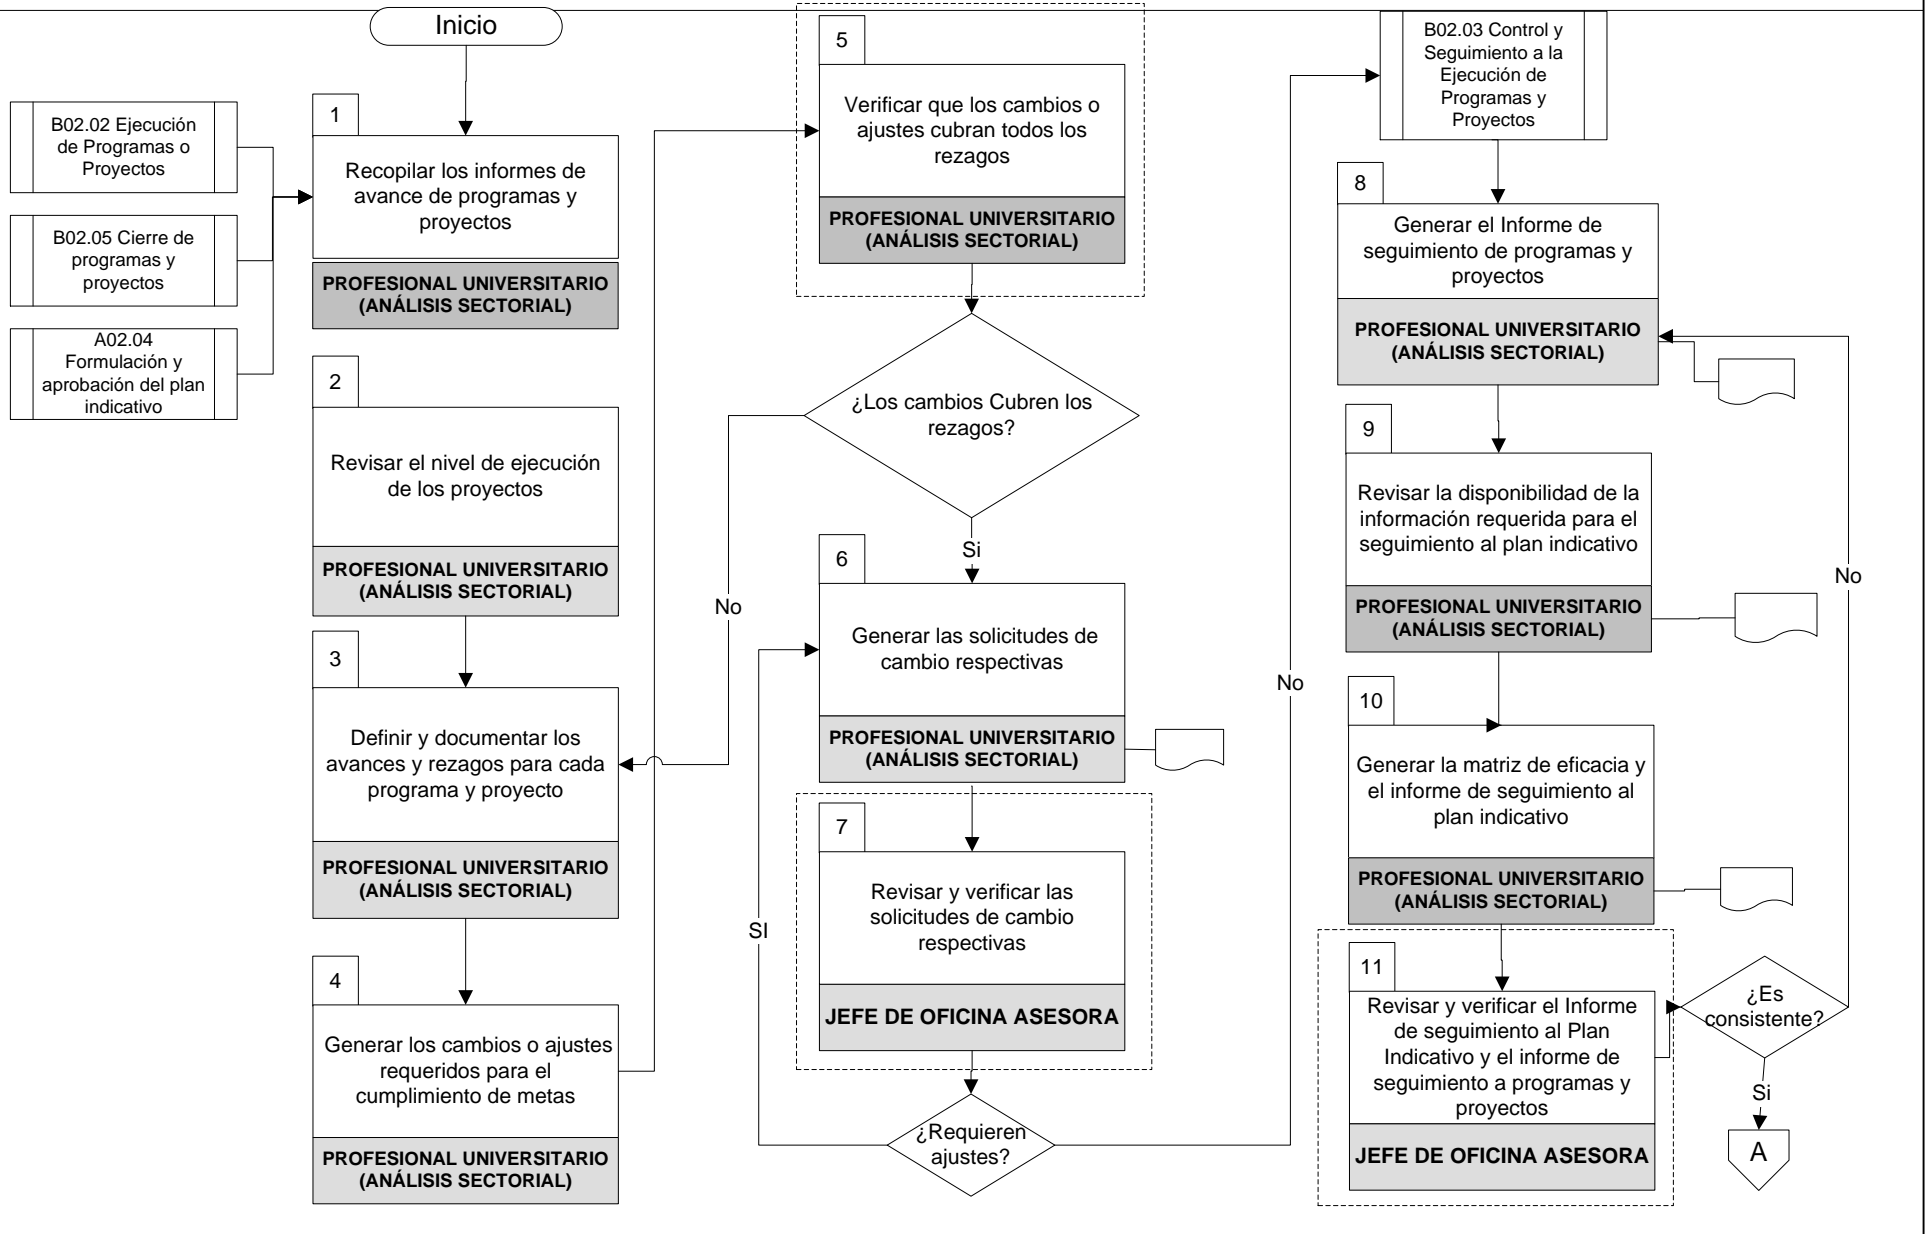 Inicio
B02.02 Ejecución
de Programas o
Proyectos
B02.05 Cierre de
programas y
proyectos
A02.04
Formulación y
aprobación del plan
indicativo
1
Recopilar los informes de
avance de programas y
proyectos
PROFESIONAL UNIVERSITARIO
(ANÁLISIS SECTORIAL)
2
Revisar el nivel de ejecución
de los proyectos
PROFESIONAL UNIVERSITARIO
(ANÁLISIS SECTORIAL)
3
Definir y documentar los
avances y rezagos para cada
programa y proyecto
PROFESIONAL UNIVERSITARIO
(ANÁLISIS SECTORIAL)
4
Generar los cambios o ajustes
requeridos para el
cumplimiento de metas
PROFESIONAL UNIVERSITARIO
(ANÁLISIS SECTORIAL)
5
Verificar que los cambios o
ajustes cubran todos los
rezagos
PROFESIONAL UNIVERSITARIO
(ANÁLISIS SECTORIAL)
¿Los cambios Cubren los
rezagos?
Si
No
6
Generar las solicitudes de
cambio respectivas
PROFESIONAL UNIVERSITARIO
(ANÁLISIS SECTORIAL)
7
Revisar y verificar las
solicitudes de cambio
respectivas
JEFE DE OFICINA ASESORA
SI
¿Requieren
ajustes?
No
B02.03 Control y
Seguimiento a la
Ejecución de
Programas y
Proyectos
8
Generar el Informe de
seguimiento de programas y
proyectos
PROFESIONAL UNIVERSITARIO
(ANÁLISIS SECTORIAL)
9
Revisar la disponibilidad de la
información requerida para el
seguimiento al plan indicativo
PROFESIONAL UNIVERSITARIO
(ANÁLISIS SECTORIAL)
10
Generar la matriz de eficacia y
el informe de seguimiento al
plan indicativo
PROFESIONAL UNIVERSITARIO
(ANÁLISIS SECTORIAL)
11
Revisar y verificar el Informe
de seguimiento al Plan
Indicativo y el informe de
seguimiento a programas y
proyectos
JEFE DE OFICINA ASESORA
No
¿Es
consistente?
Si
A